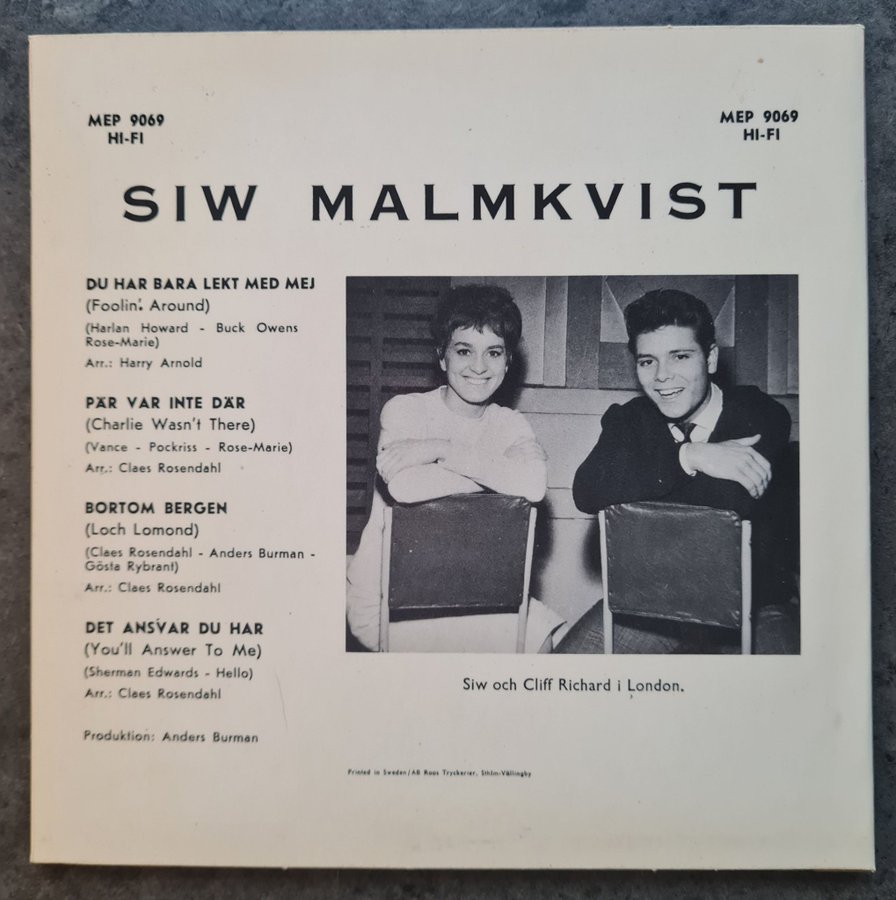 MEP 9069
HI-FI
MEP 9069
HI-FI
SIW MALMKVIST
DU HAR BARA LEKT MED MEJ
(Foolin'. Around)
(Harlan Howard - Buck Owens
Rose-Marie)
Arr.: Harry Arnold
PÄR VAR INTE DÄR
(Charlie Wasn't There)
(Vance - Pockriss - Rose-Marie)
Arr.: Claes Rosendahl
BORTOM BERGEN
(Loch Lomond)
(Claes Rosendahl - Anders Burman -
Gösta Rybrant)
Arr.: Claes Rosendahl
DET ANSVAR DU HAR
(You'll Answer To Me)
(Sherman Edwards - Hello)
Arr.: Claes Rosendahl
Produktion: Anders Burman
Siw och Cliff Richard i London.
Printed in Sweden/AB Roos Tryckerier, Sthlm-Vällingby